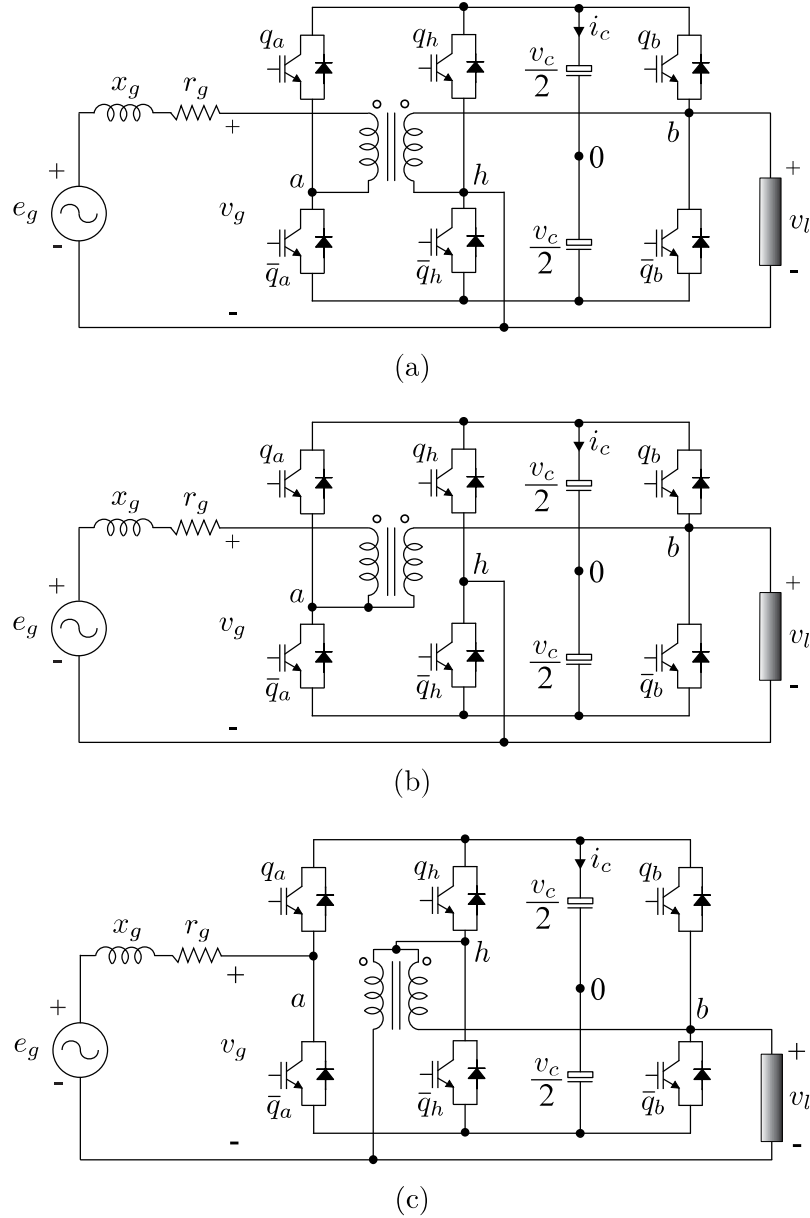 q_a q_h v_c/2 i_c q_b
x_g r_g
+ + 0 b
e_g v_g a h + v_l
- v_c/2
q̅_a q̅_h q̅_b -
-
(a)
q_a q_h v_c/2 i_c q_b
x_g r_g
+ + h 0 b +
e_g v_g a v_l
- v_c/2
q̅_a q̅_h q̅_b -
-
(b)
q_a q_h v_c/2 i_c q_b
x_g r_g
+ + h
a 0 b
e_g v_g +
- v_c/2 v_l
q̅_a q̅_h q̅_b
- -
(c)